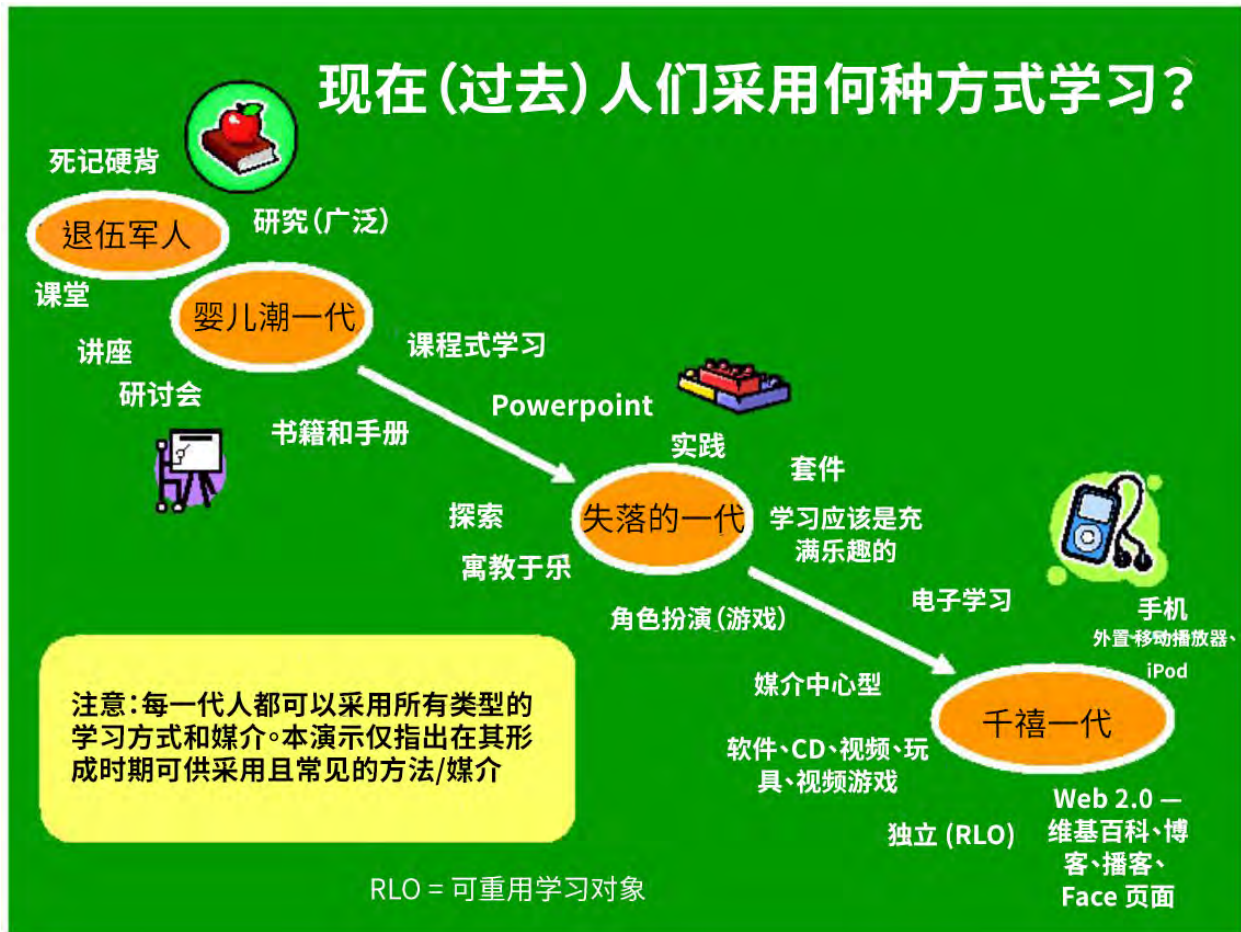 现在（过去）人们采用何种方式学习？
死记硬背
退伍军人
研究（广泛）
课堂
婴儿潮一代
讲座
课程式学习
研讨会
Powerpoint
书籍和手册
实践
套件
探索
失落的一代
学习应该是充
满乐趣的
寓教于乐
角色扮演（游戏）
电子学习
手机
外置-移动播放器、
iPod
媒介中心型
千禧一代
软件、CD、视频、玩
具、视频游戏
独立 (RLO)
Web 2.0 —
维基百科、博
客、播客、
Face 页面
注意：每一代人都可以采用所有类型的
学习方式和媒介。本演示仅指出在其形
成时期可供采用且常见的方法/媒介
RLO = 可重用学习对象